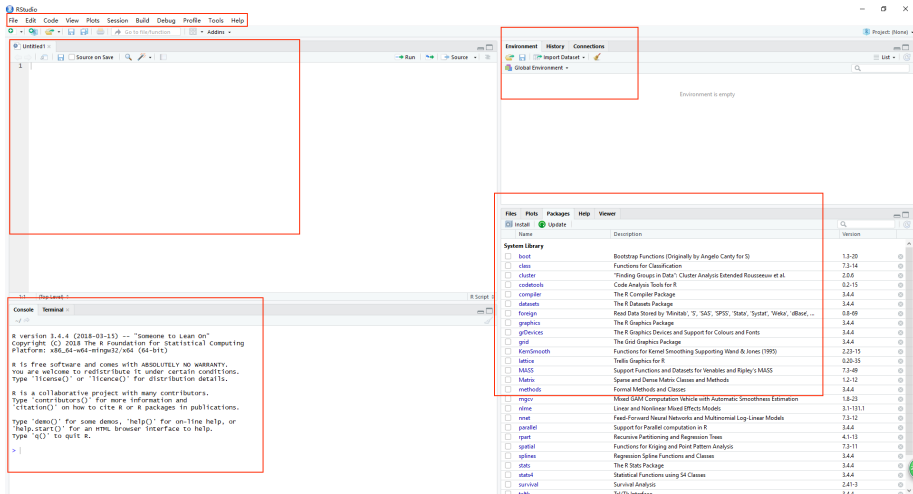 RStudio
File Edit Code View Plots Session Build Debug Profile Tools Help
Go to file/function Addins
Project: (None)
Untitled1
Source on Save Run Source
1
1:1 (Top Level) R Script
Console Terminal
R version 3.4.4 (2018-03-15) -- "Someone to Lean On"
Copyright (C) 2018 The R Foundation for Statistical Computing
Platform: x86_64-w64-mingw32/x64 (64-bit)
R is free software and comes with ABSOLUTELY NO WARRANTY.
You are welcome to redistribute it under certain conditions.
Type 'license()' or 'licence()' for distribution details.
R is a collaborative project with many contributors.
Type 'contributors()' for more information and
'citation()' on how to cite R or R packages in publications.
Type 'demo()' for some demos, 'help()' for on-line help, or
'help.start()' for an HTML browser interface to help.
Type 'q()' to quit R.
>
Environment History Connections
Import Dataset List
Global Environment
Environment is empty
Files Plots Packages Help Viewer
Install Update
Name Description Version
System Library
boot Bootstrap Functions (Originally by Angelo Canty for S) 1.3-20
class Functions for Classification 7.3-14
cluster "Finding Groups in Data": Cluster Analysis Extended Rousseeuw et al. 2.0.6
codetools Code Analysis Tools for R 0.2-15
compiler The R Compiler Package 3.4.4
datasets The R Datasets Package 3.4.4
foreign Read Data Stored by 'Minitab', 'S', 'SAS', 'SPSS', 'Stata', 'Systat', 'Weka', 'dBase', ... 0.8-69
graphics The R Graphics Package 3.4.4
grDevices The R Graphics Devices and Support for Colours and Fonts 3.4.4
grid The Grid Graphics Package 3.4.4
KernSmooth Functions for Kernel Smoothing Supporting Wand & Jones (1995) 2.23-15
lattice Trellis Graphics for R 0.20-35
MASS Support Functions and Datasets for Venables and Ripley's MASS 7.3-49
Matrix Sparse and Dense Matrix Classes and Methods 1.2-12
methods Formal Methods and Classes 3.4.4
mgcv Mixed GAM Computation Vehicle with Automatic Smoothness Estimation 1.8-23
nlme Linear and Nonlinear Mixed Effects Models 3.1-131.1
nnet Feed-Forward Neural Networks and Multinomial Log-Linear Models 7.3-12
parallel Support for Parallel computation in R 3.4.4
rpart Recursive Partitioning and Regression Trees 4.1-13
spatial Functions for Kriging and Point Pattern Analysis 7.3-11
splines Regression Spline Functions and Classes 3.4.4
stats The R Stats Package 3.4.4
stats4 Statistical Functions using S4 Classes 3.4.4
survival Survival Analysis 2.41-3